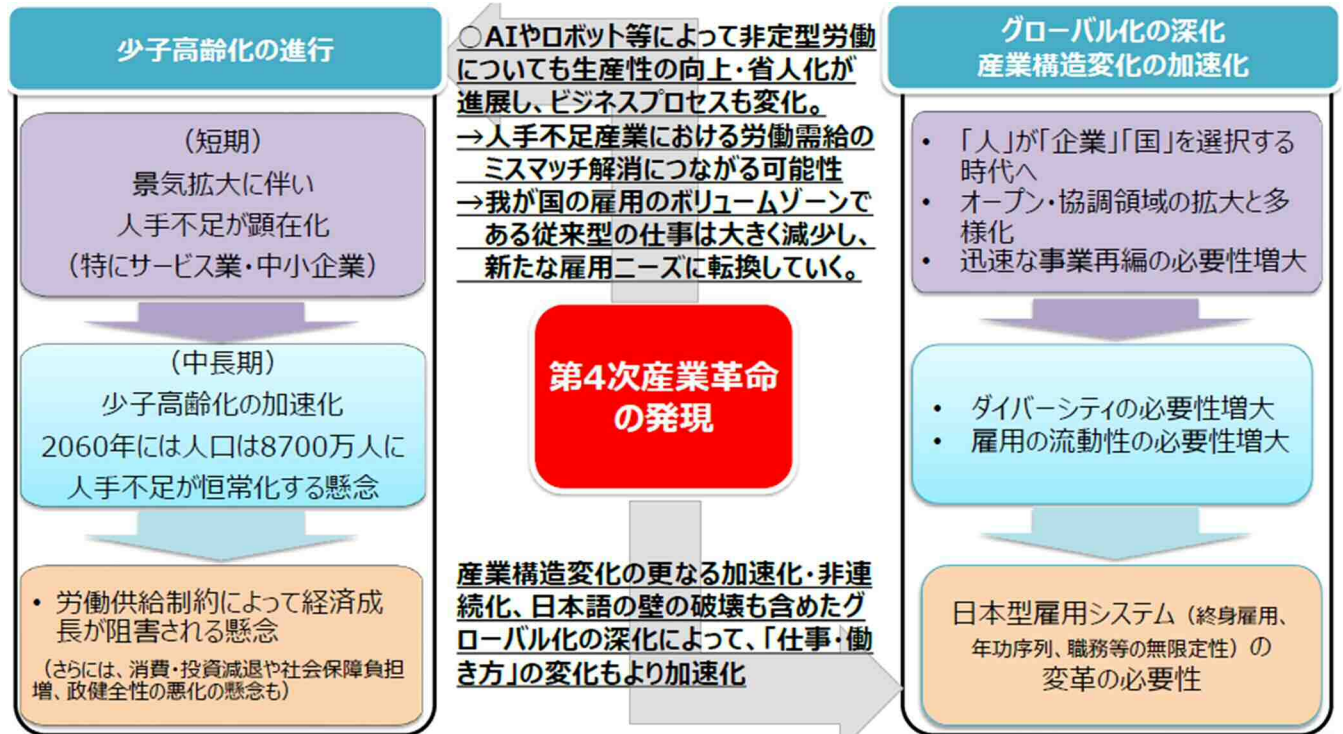 少子高齢化の進行
（短期）
景気拡大に伴い
人手不足が顕在化
（特にサービス業・中小企業）
（中長期）
少子高齢化の加速化
2060年には人口は8700万人に
人手不足が恒常化する懸念
• 労働供給制約によって経済成
長が阻害される懸念
（さらには、消費・投資減退や社会保障負担
増、政健全性の悪化の懸念も）
○AIやロボット等によって非定型労働
についても生産性の向上・省人化が
進展し、ビジネスプロセスも変化。
→人手不足産業における労働需給の
ミスマッチ解消につながる可能性
→我が国の雇用のボリュームゾーンで
ある従来型の仕事は大きく減少し、
新たな雇用ニーズに転換していく。
第4次産業革命
の発現
産業構造変化の更なる加速化・非連
続化、日本語の壁の破壊も含めたグ
ローバル化の深化によって、「仕事・働
き方」の変化もより加速化
グローバル化の深化
産業構造変化の加速化
• 「人」が「企業」「国」を選択する
時代へ
• オープン・協調領域の拡大と多
様化
• 迅速な事業再編の必要性増大
• ダイバーシティの必要性増大
• 雇用の流動性の必要性増大
日本型雇用システム（終身雇用、
年功序列、職務等の無限定性）の
変革の必要性